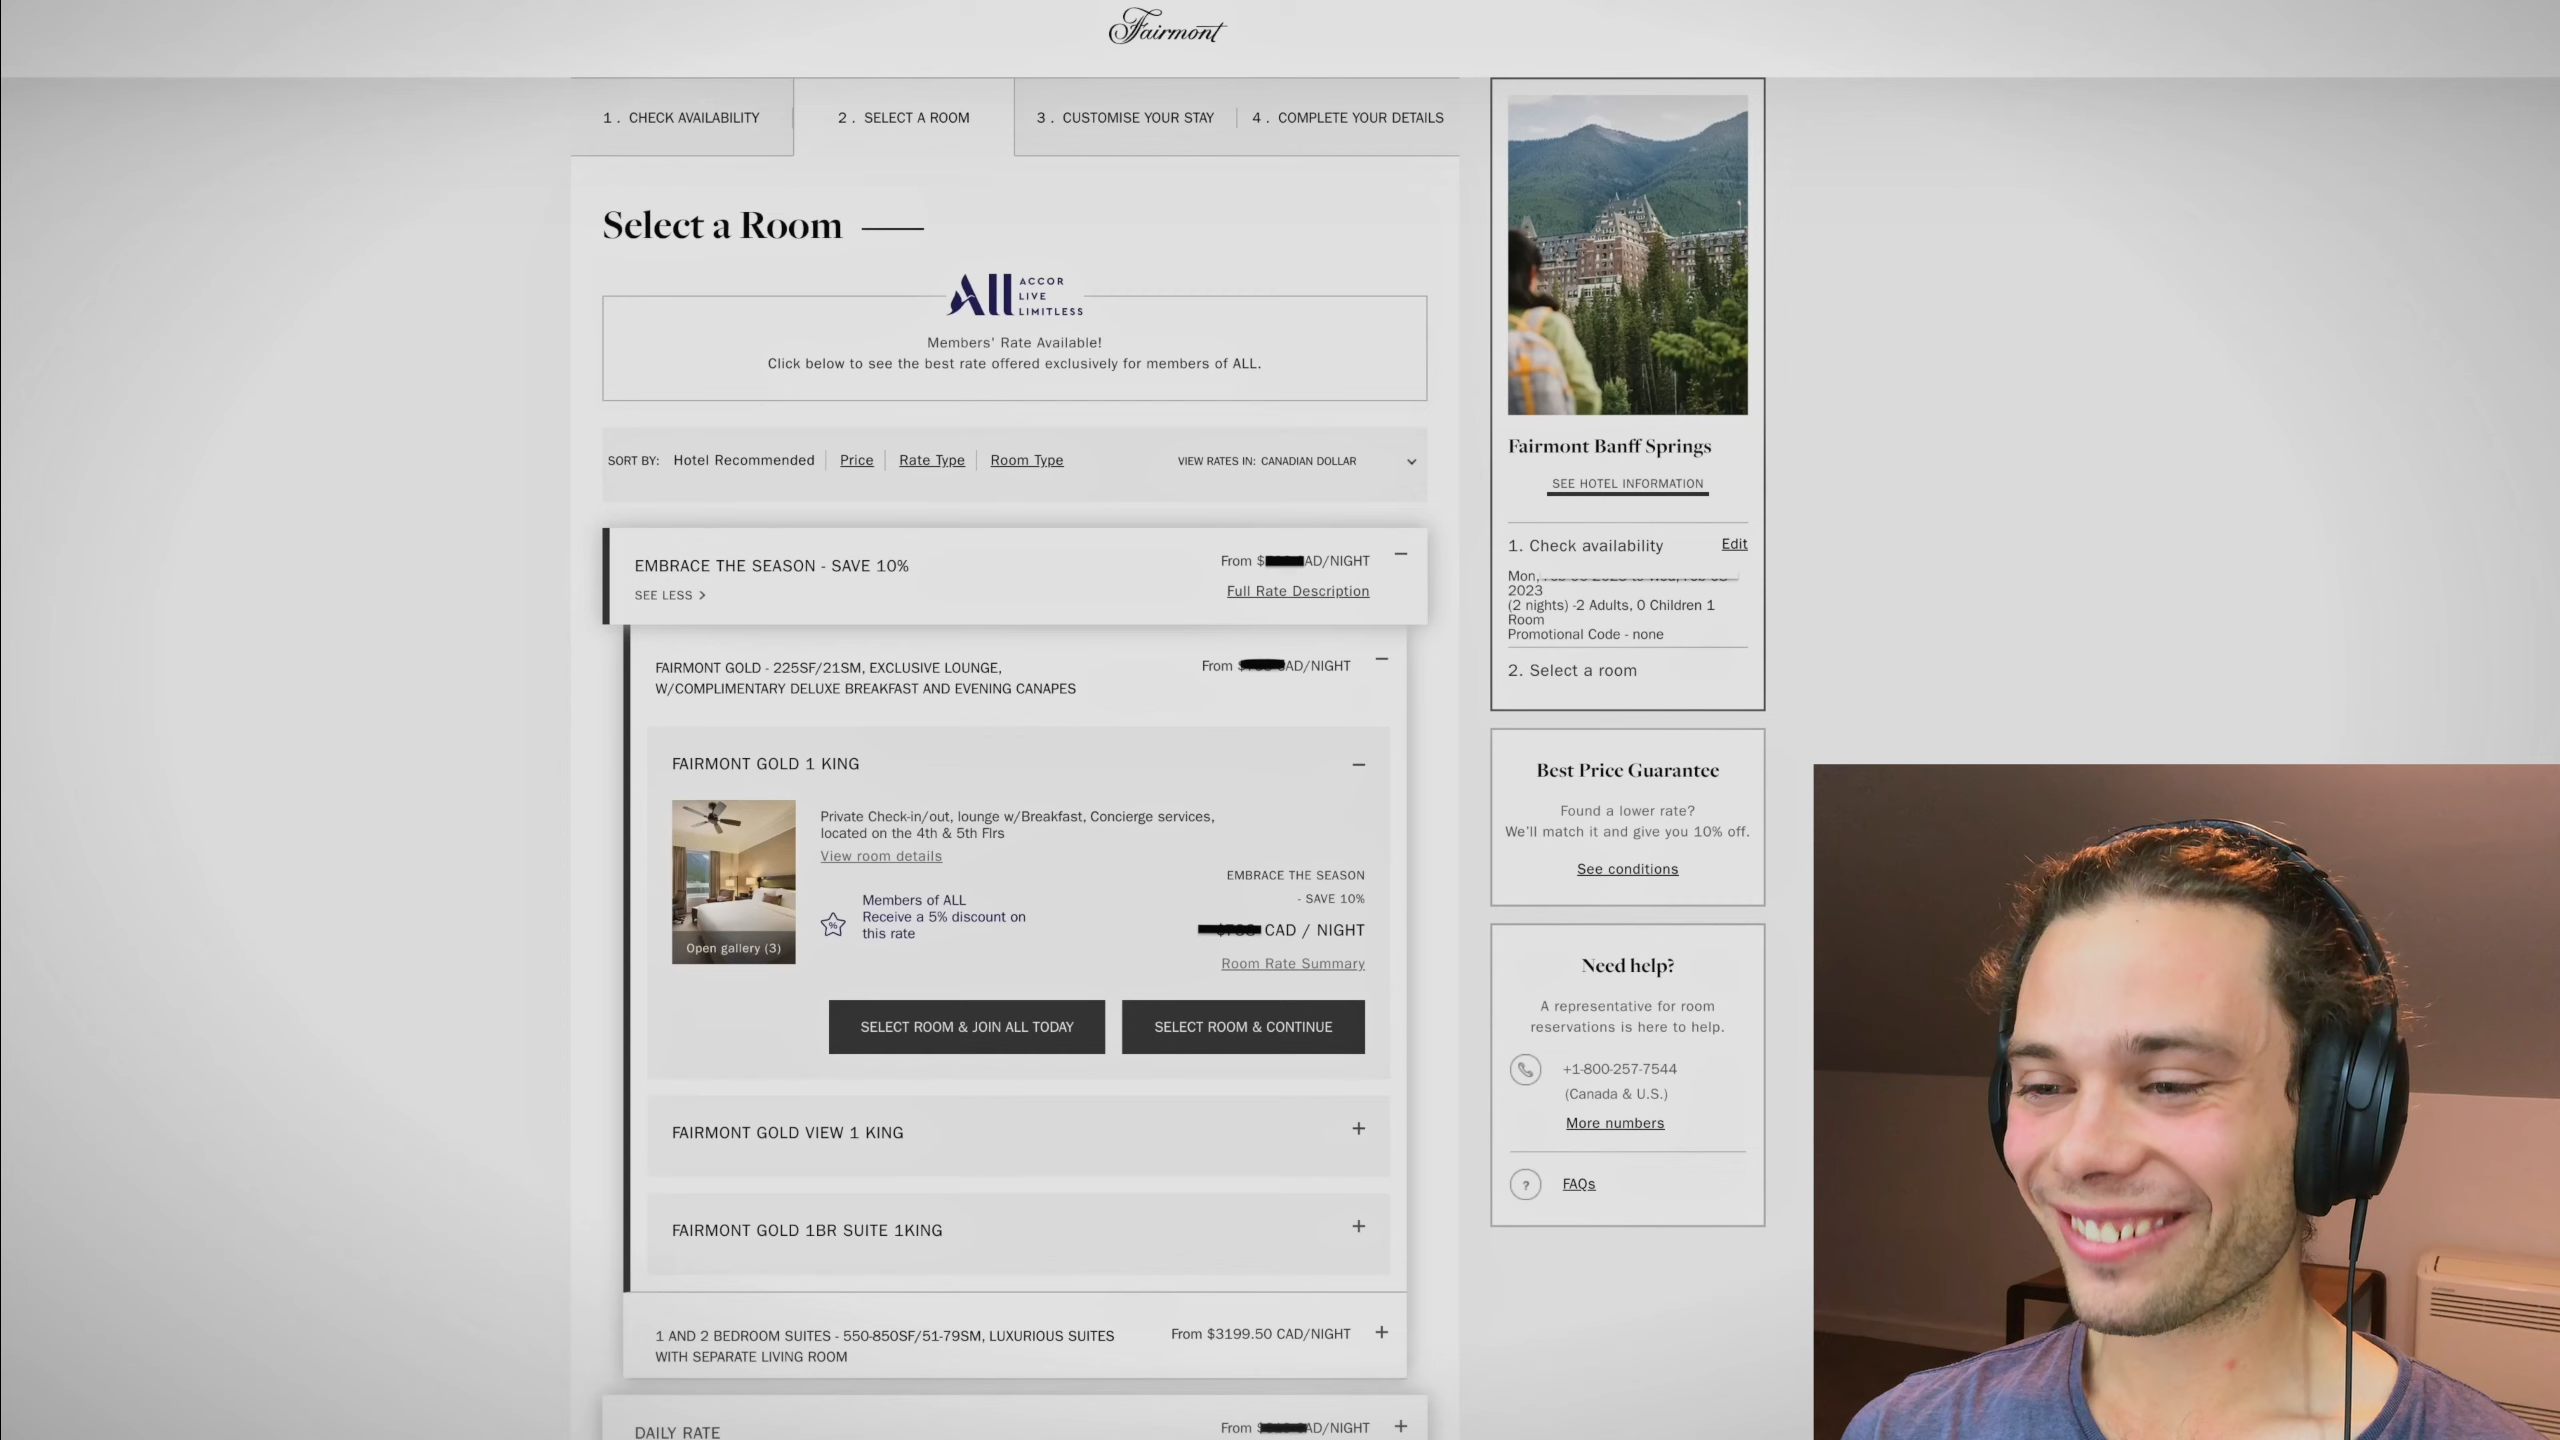 Fairmont
1 . CHECK AVAILABILITY
2 . SELECT A ROOM
3 . CUSTOMISE YOUR STAY
4 . COMPLETE YOUR DETAILS
Select a Room
All ACCOR
LIVE
LIMITLESS
Members' Rate Available!
Click below to see the best rate offered exclusively for members of ALL.
SORT BY: Hotel Recommended Price Rate Type Room Type VIEW RATES IN: CANADIAN DOLLAR
EMBRACE THE SEASON - SAVE 10%
SEE LESS >
From $ AD/NIGHT
Full Rate Description
FAIRMONT GOLD - 225SF/21SM, EXCLUSIVE LOUNGE,
W/COMPLIMENTARY DELUXE BREAKFAST AND EVENING CANAPES
From AD/NIGHT
FAIRMONT GOLD 1 KING
Open gallery (3)
Private Check-in/out, lounge w/Breakfast, Concierge services,
located on the 4th & 5th Flrs
View room details
Members of ALL
Receive a 5% discount on
this rate
%
EMBRACE THE SEASON
- SAVE 10%
CAD / NIGHT
Room Rate Summary
SELECT ROOM & JOIN ALL TODAY
SELECT ROOM & CONTINUE
FAIRMONT GOLD VIEW 1 KING
FAIRMONT GOLD 1BR SUITE 1KING
1 AND 2 BEDROOM SUITES - 550-850SF/51-79SM, LUXURIOUS SUITES
WITH SEPARATE LIVING ROOM
From $3199.50 CAD/NIGHT
DAILY RATE
From AD/NIGHT
Fairmont Banff Springs
SEE HOTEL INFORMATION
1. Check availability Edit
Mon,
2023
(2 nights) -2 Adults, 0 Children 1
Room
Promotional Code - none
2. Select a room
Best Price Guarantee
Found a lower rate?
We'll match it and give you 10% off.
See conditions
Need help?
A representative for room
reservations is here to help.
+1-800-257-7544
(Canada & U.S.)
More numbers
? FAQs